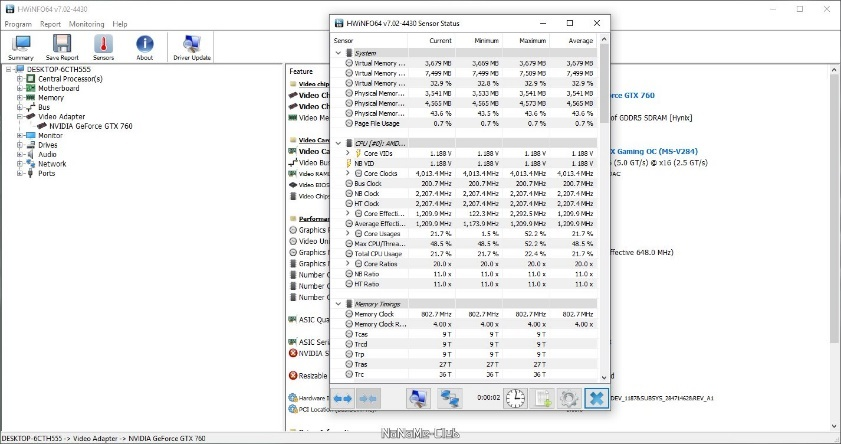 HWiNFO64 v7.02-4430
Program Report Monitoring Help
Summary Save Report Sensors About Driver Update
DESKTOP-6CTH555
Central Processor(s)
Motherboard
Memory
Bus
Video Adapter
NVIDIA GeForce GTX 760
Monitor
Drives
Audio
Network
Ports
Feature
Video chip
Video Ch
Video Ch
Video Me
Video Car
Video Ca
Video Bus
Video RAM
Video BIOS
Video Chips
Performan
Graphics P
Video Uni
Graphics
Graphics M
Number O
Number O
Number O
ASIC Qua
ASIC Seri
NVIDIA S
Resizable
Hardware I
PCI Location
HWiNFO64 v7.02-4430 Sensor Status
Sensor Current Minimum Maximum Average
System
Virtual Memory ... 3,679 MB 3,669 MB 3,679 MB 3,679 MB
Virtual Memory ... 7,499 MB 7,499 MB 7,509 MB 7,499 MB
Virtual Memory ... 32.9 % 32.8 % 32.9 % 32.9 %
Physical Memor... 3,541 MB 3,533 MB 3,541 MB 3,541 MB
Physical Memor... 4,565 MB 4,565 MB 4,573 MB 4,565 MB
Physical Memor... 43.6 % 43.5 % 43.6 % 43.6 %
Page File Usage 0.7 % 0.7 % 0.7 % 0.7 %
CPU [#0]: AMD...
Core VIDs 1.188 V 1.188 V 1.188 V 1.188 V
NB VID 1.188 V 1.188 V 1.188 V 1.188 V
Core Clocks 4,013.4 MHz 4,013.4 MHz 4,013.4 MHz 4,013.4 MHz
Bus Clock 200.7 MHz 200.7 MHz 200.7 MHz 200.7 MHz
NB Clock 2,207.4 MHz 2,207.4 MHz 2,207.4 MHz 2,207.4 MHz
HT Clock 2,207.4 MHz 2,207.4 MHz 2,207.4 MHz 2,207.4 MHz
Core Effecti... 1,209.9 MHz 122.3 MHz 2,202.5 MHz 1,209.9 MHz
Average Effecti... 1,209.9 MHz 1,173.9 MHz 1,209.9 MHz 1,209.9 MHz
Core Usages 21.7 % 1.5 % 52.2 % 21.7 %
Max CPU/Threa... 48.5 % 48.5 % 52.2 % 48.5 %
Total CPU Usage 21.7 % 21.7 % 22.4 % 21.7 %
Core Ratios 20.0 x 20.0 x 20.0 x 20.0 x
NB Ratio 11.0 x 11.0 x 11.0 x 11.0 x
HT Ratio 11.0 x 11.0 x 11.0 x 11.0 x
Memory Timings
Memory Clock 802.7 MHz 802.7 MHz 802.7 MHz 802.7 MHz
Memory Clock R... 4.00 x 4.00 x 4.00 x 4.00 x
Tcas 9 T 9 T 9 T
Trcd 9 T 9 T 9 T
Trp 9 T 9 T 9 T
Tras 27 T 27 T 27 T
Trc 36 T 36 T 36 T
0:00:02
orce GTX 760
of GDDR5 SDRAM [Hynix]
X Gaming OC (MS-V284)
(5.0 GT/s) @ x16 (2.5 GT/s)
effective 648.0 MHz)
DEV_1187&SUBSYS_28471462&REV_A1
DESKTOP-6CTH555 -> Video Adapter -> NVIDIA GeForce GTX 760
NoNaMe-Club